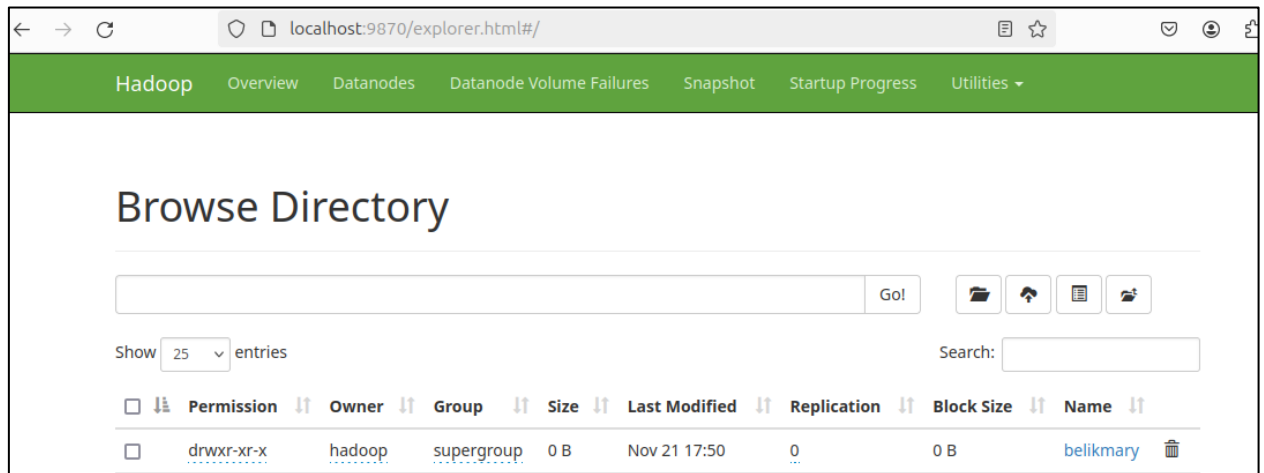 localhost:9870/explorer.html#/
Hadoop Overview Datanodes Datanode Volume Failures Snapshot Startup Progress Utilities
Browse Directory
Go!
Show 25 entries Search:
Permission Owner Group Size Last Modified Replication Block Size Name
drwxr-xr-x hadoop supergroup 0 B Nov 21 17:50 0 0 B belikmary